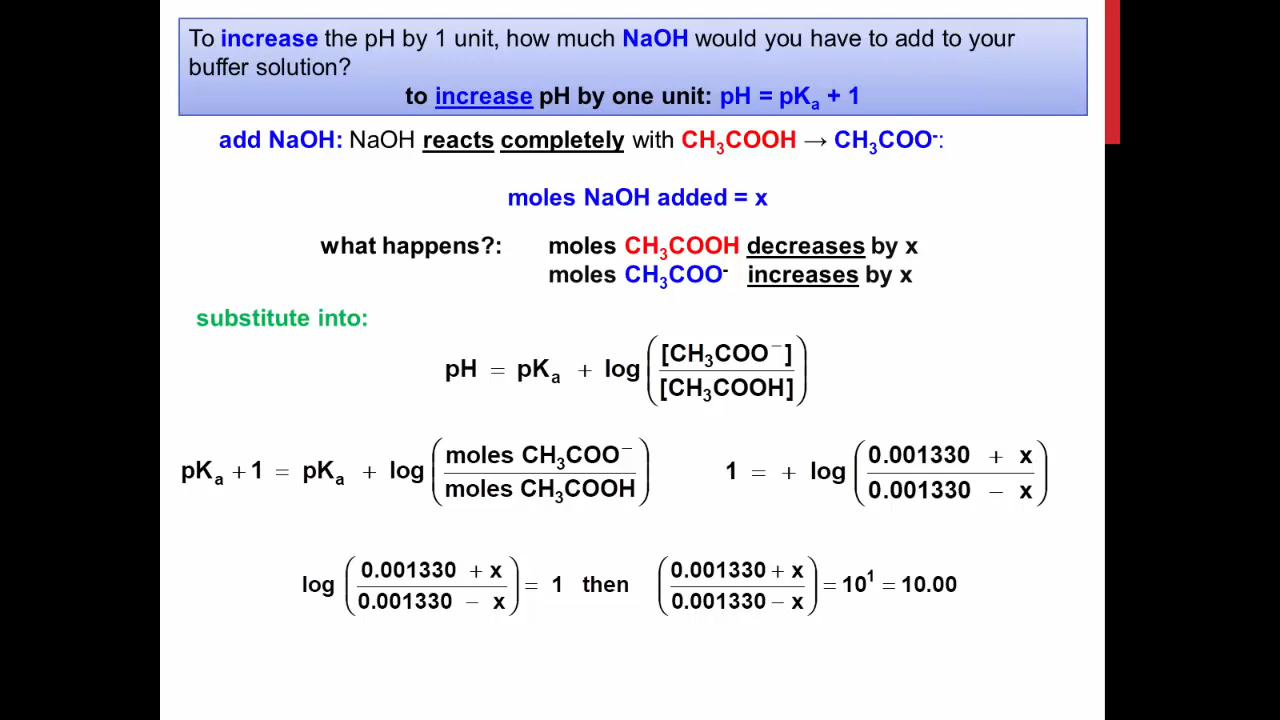 To increase the pH by 1 unit, how much NaOH would you have to add to your
buffer solution?
to increase pH by one unit: pH = pKₐ + 1
add NaOH: NaOH reacts completely with CH₃COOH → CH₃COO⁻:
moles NaOH added = x
what happens?: moles CH₃COOH decreases by x
moles CH₃COO⁻ increases by x
substitute into:
pH = pKₐ + log([CH₃COO⁻] / [CH₃COOH])
pKₐ + 1 = pKₐ + log(moles CH₃COO⁻ / moles CH₃COOH) 1 = + log(0.001330 + x / 0.001330 − x)
log(0.001330 + x / 0.001330 − x) = 1 then (0.001330 + x / 0.001330 − x) = 10¹ = 10.00